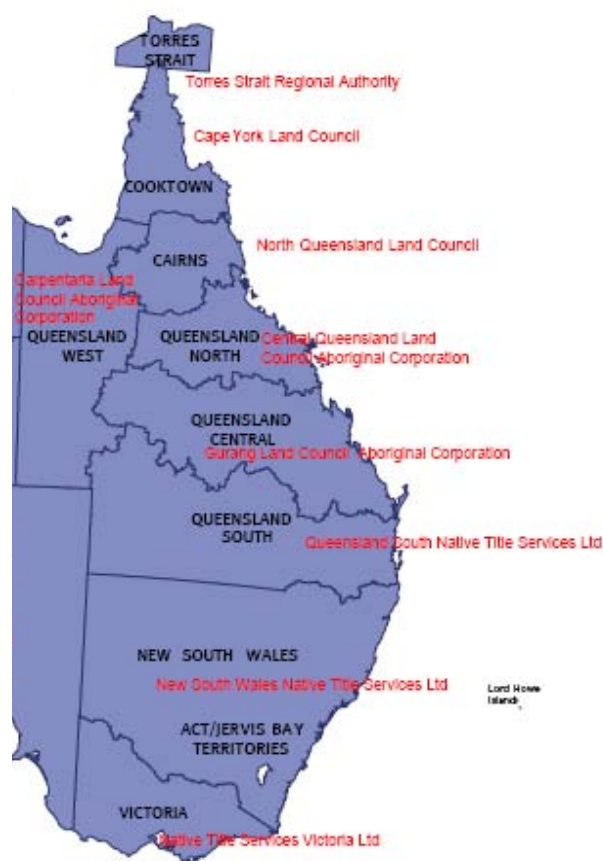 TORRES
STRAIT
Torres Strait Regional Authority
Cape York Land Council
COOKTOWN
North Queensland Land Council
CAIRNS
Carpentaria Land
Council Aboriginal
Corporation
QUEENSLAND
WEST
QUEENSLAND
NORTH
Central Queensland Land
Council Aboriginal Corporation
QUEENSLAND
CENTRAL
Gurang Land Council Aboriginal Corporation
QUEENSLAND
SOUTH
Queensland South Native Title Services Ltd
NEW SOUTH WALES
New South Wales Native Title Services Ltd
Lord Howe
Island
ACT/JERVIS BAY
TERRITORIES
VICTORIA
Native Title Services Victoria Ltd